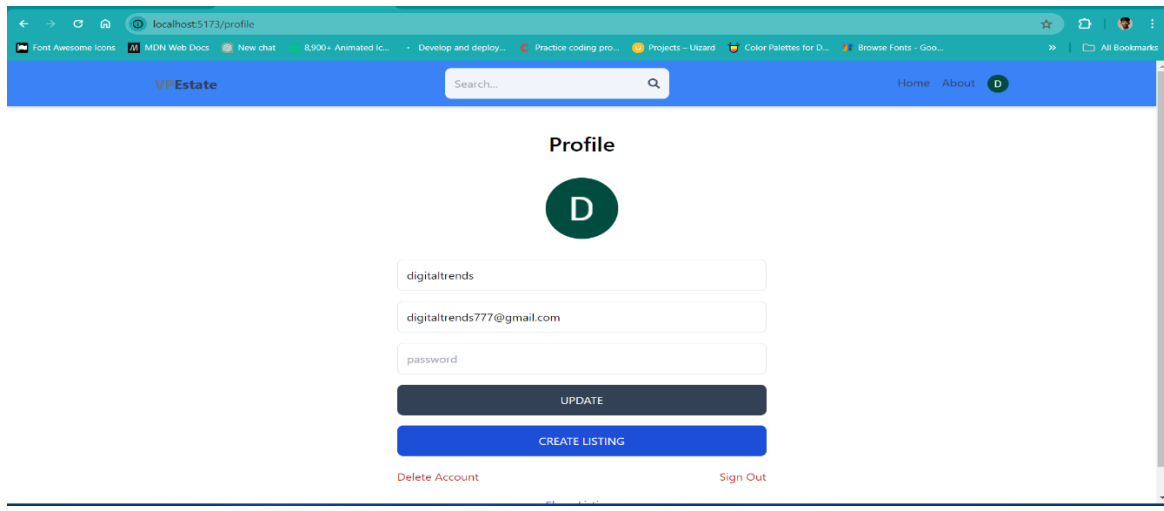 localhost:5173/profile
Font Awesome Icons MDN Web Docs New chat 8,900+ Animated Ic... Develop and deploy... Practice coding pro... Projects – Uizard Color Palettes for D... Browse Fonts - Goo... » All Bookmarks
VPEstate Search... Home About D
Profile
D
digitaltrends
digitaltrends777@gmail.com
password
UPDATE
CREATE LISTING
Delete Account Sign Out